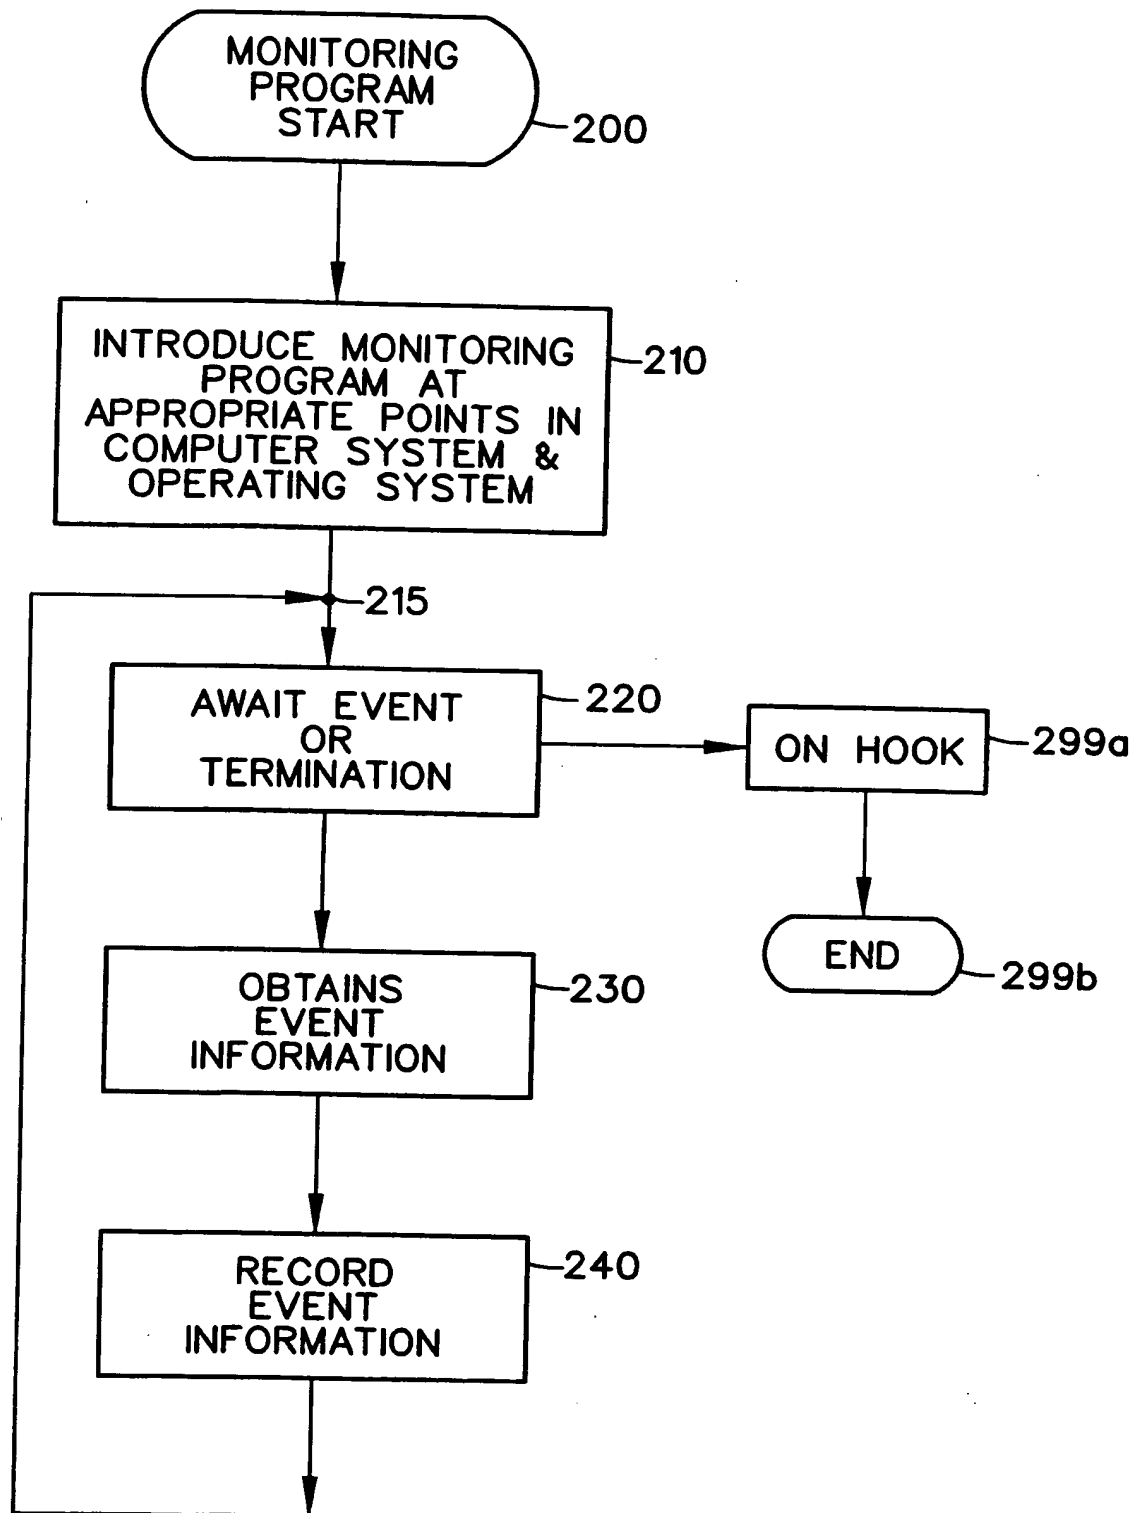 MONITORING
PROGRAM
START
200
INTRODUCE MONITORING
PROGRAM AT
APPROPRIATE POINTS IN
COMPUTER SYSTEM &
OPERATING SYSTEM
210
215
AWAIT EVENT
OR
TERMINATION
220
ON HOOK
299a
END
299b
OBTAINS
EVENT
INFORMATION
230
RECORD
EVENT
INFORMATION
240